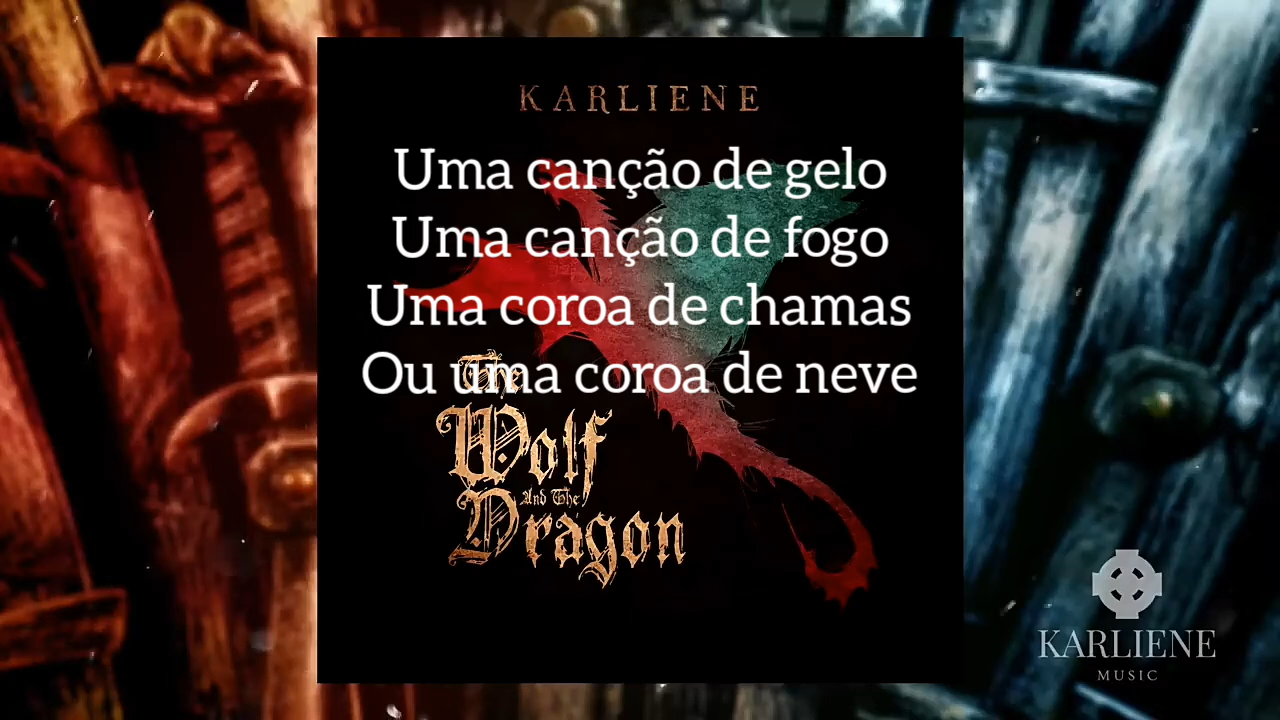 KARLIENE
Uma canção de gelo
Uma canção de fogo
Uma coroa de chamas
Ou uma coroa de neve
The
Wolf
And The
Dragon
KARLIENE
MUSIC